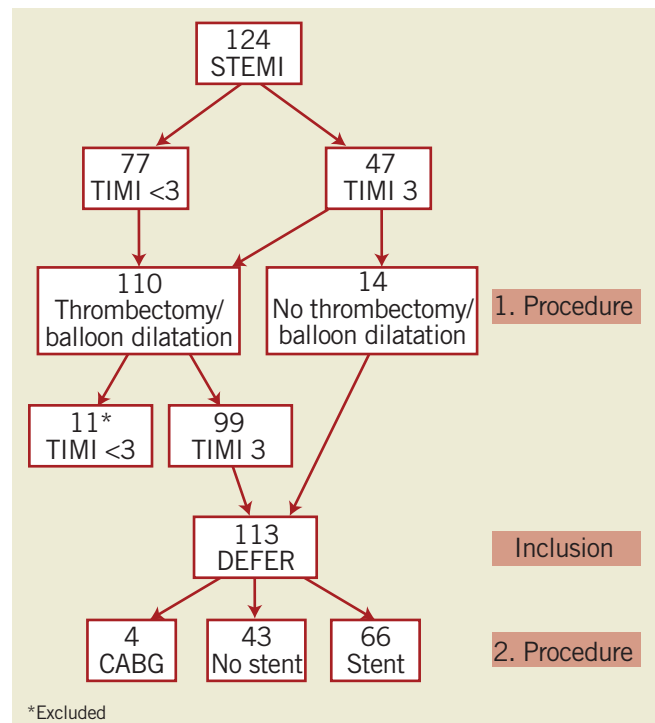 124
STEMI
77
TIMI <3
47
TIMI 3
110
Thrombectomy/
balloon dilatation
14
No thrombectomy/
balloon dilatation
1. Procedure
11*
TIMI <3
99
TIMI 3
113
DEFER
Inclusion
4
CABG
43
No stent
66
Stent
2. Procedure
*Excluded